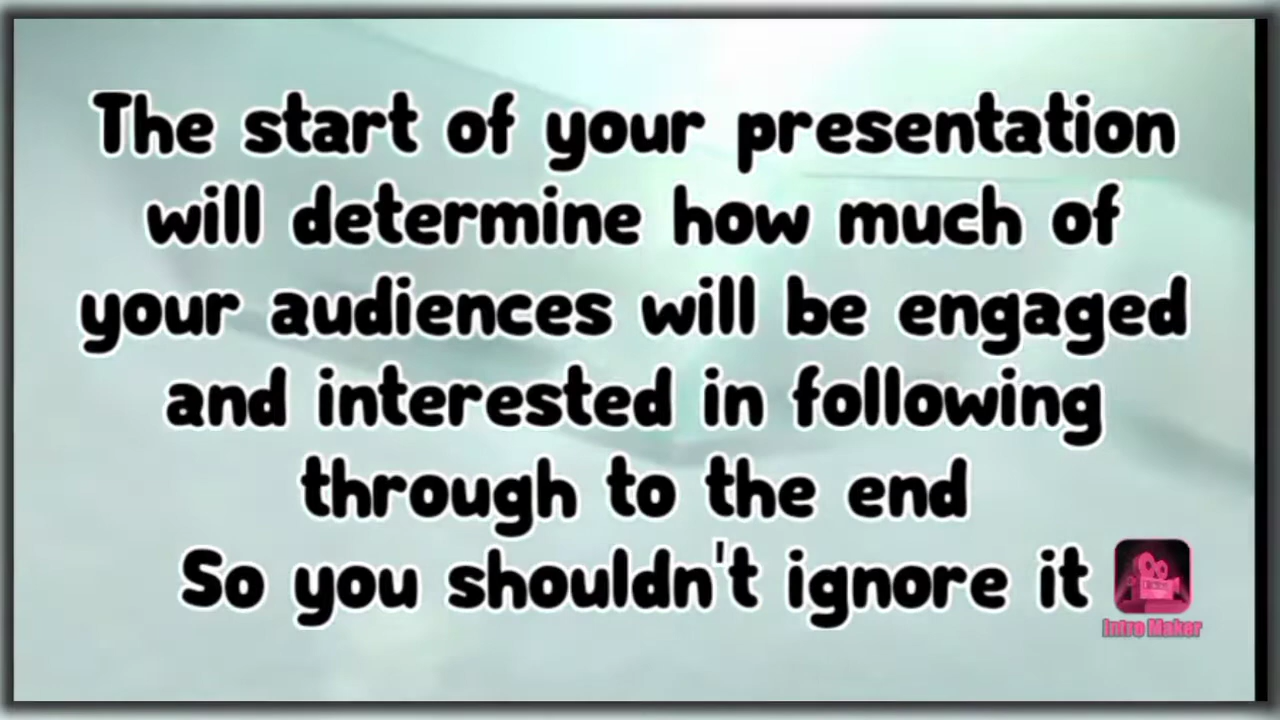 The start of your presentation
will determine how much of
your audiences will be engaged
and interested in following
through to the end
So you shouldn't ignore it
Intro Maker